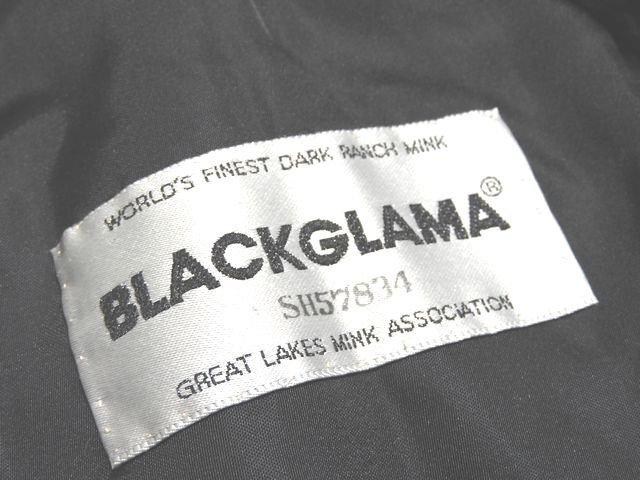 WORLD'S FINEST DARK RANCH MINK
BLACKGLAMA®
SH57834
GREAT LAKES MINK ASSOCIATION